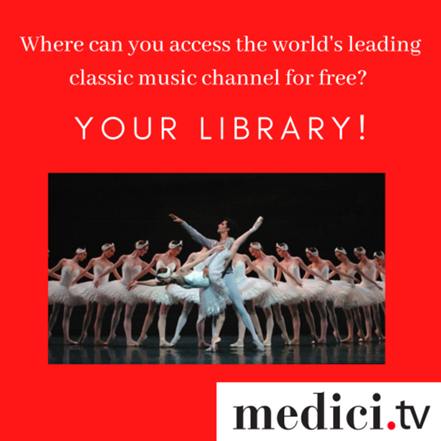 Where can you access the world's leading
classic music channel for free?
YOUR LIBRARY!
medici.tv